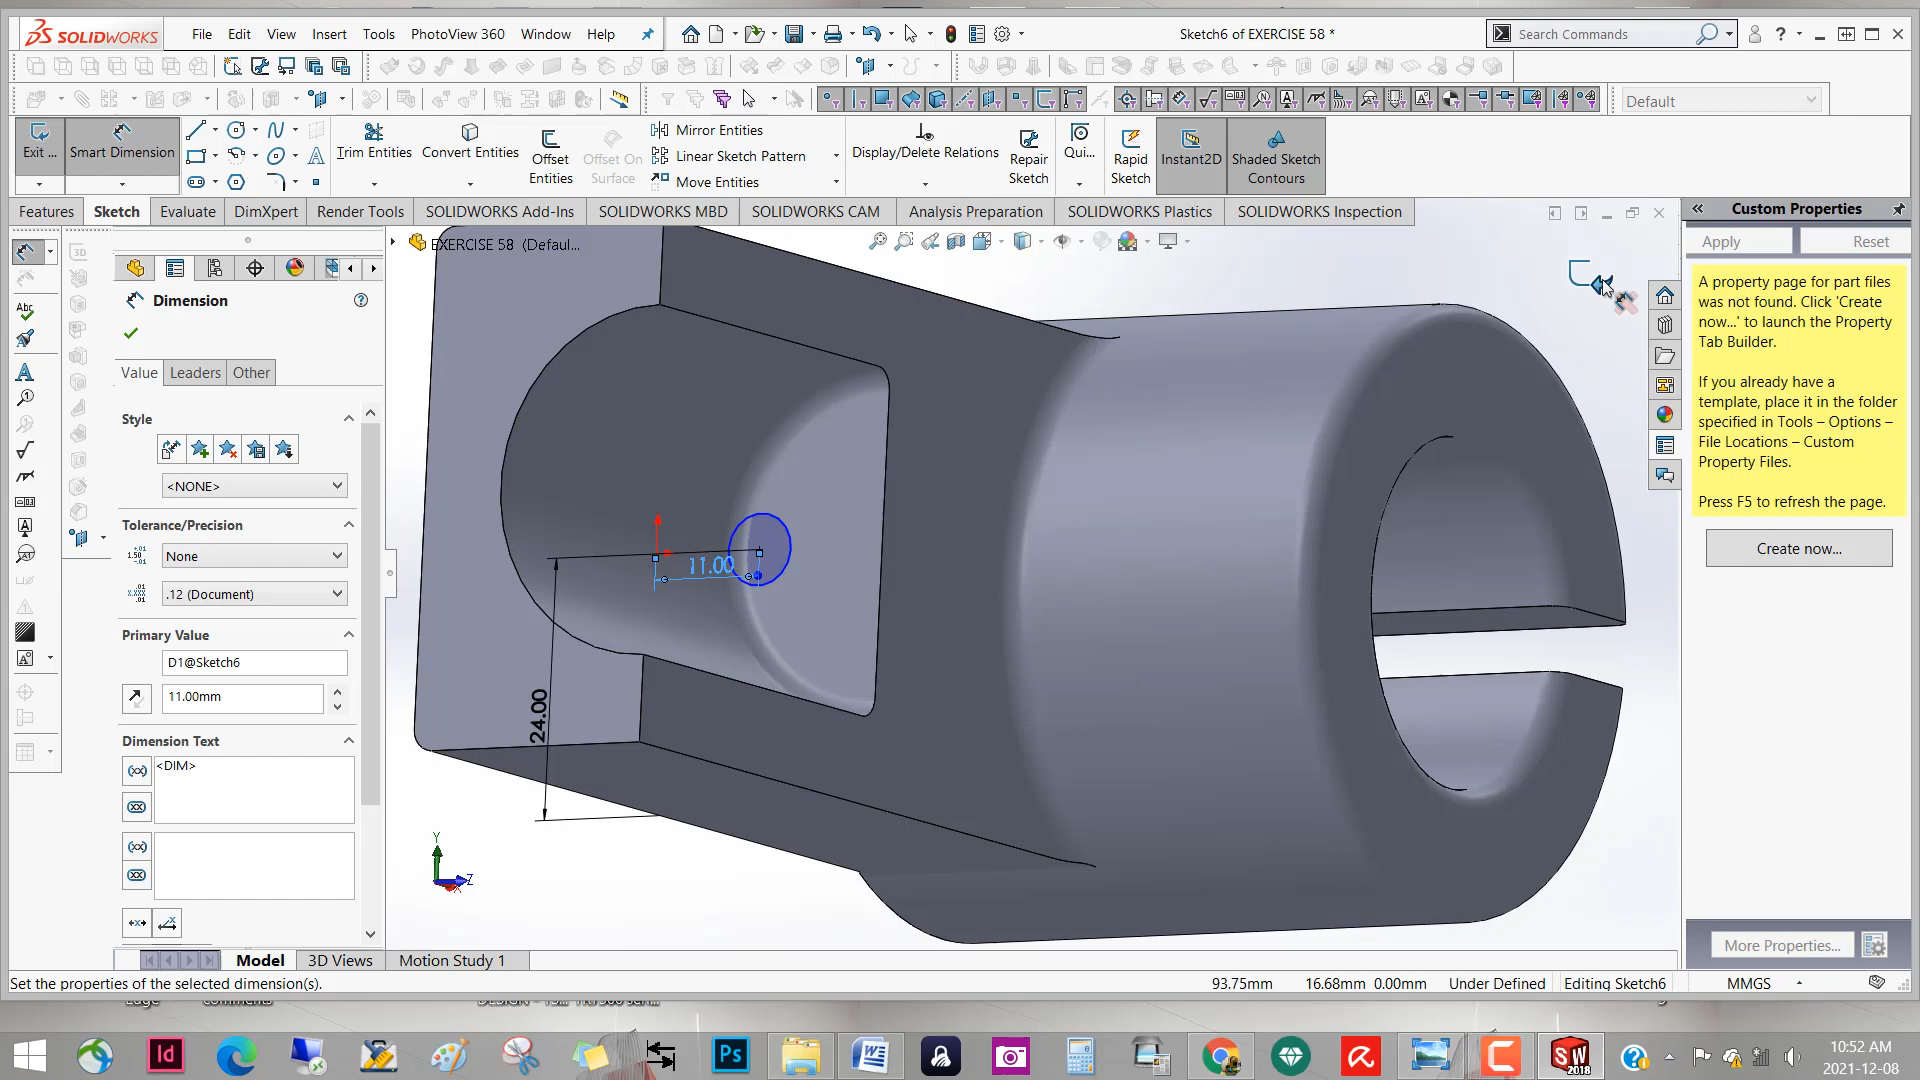 SOLIDWORKS File Edit View Insert Tools PhotoView 360 Window Help Sketch6 of EXERCISE 58 * Search Commands
Default
Exit ... Smart Dimension Trim Entities Convert Entities Offset Entities Offset On Surface Mirror Entities Display/Delete Relations Repair Sketch Qui... Rapid Sketch Instant2D Shaded Sketch Contours
Linear Sketch Pattern
Move Entities
Features Sketch Evaluate DimXpert Render Tools SOLIDWORKS Add-Ins SOLIDWORKS MBD SOLIDWORKS CAM Analysis Preparation SOLIDWORKS Plastics SOLIDWORKS Inspection
Custom Properties
Apply Reset
EXERCISE 58 (Defaul...
A property page for part files
was not found. Click 'Create
now...' to launch the Property
Tab Builder.
If you already have a
template, place it in the folder
specified in Tools – Options –
File Locations – Custom
Property Files.
Press F5 to refresh the page.
Create now...
More Properties...
Dimension
Value Leaders Other
Style
<NONE>
Tolerance/Precision
None
.12 (Document)
Primary Value
D1@Sketch6
11.00mm
Dimension Text
<DIM>
11.00
24.00
Y
Z
Model 3D Views Motion Study 1
Set the properties of the selected dimension(s). 93.75mm 16.68mm 0.00mm Under Defined Editing Sketch6 MMGS
Id Ps W SW 2018
10:52 AM
2021-12-08